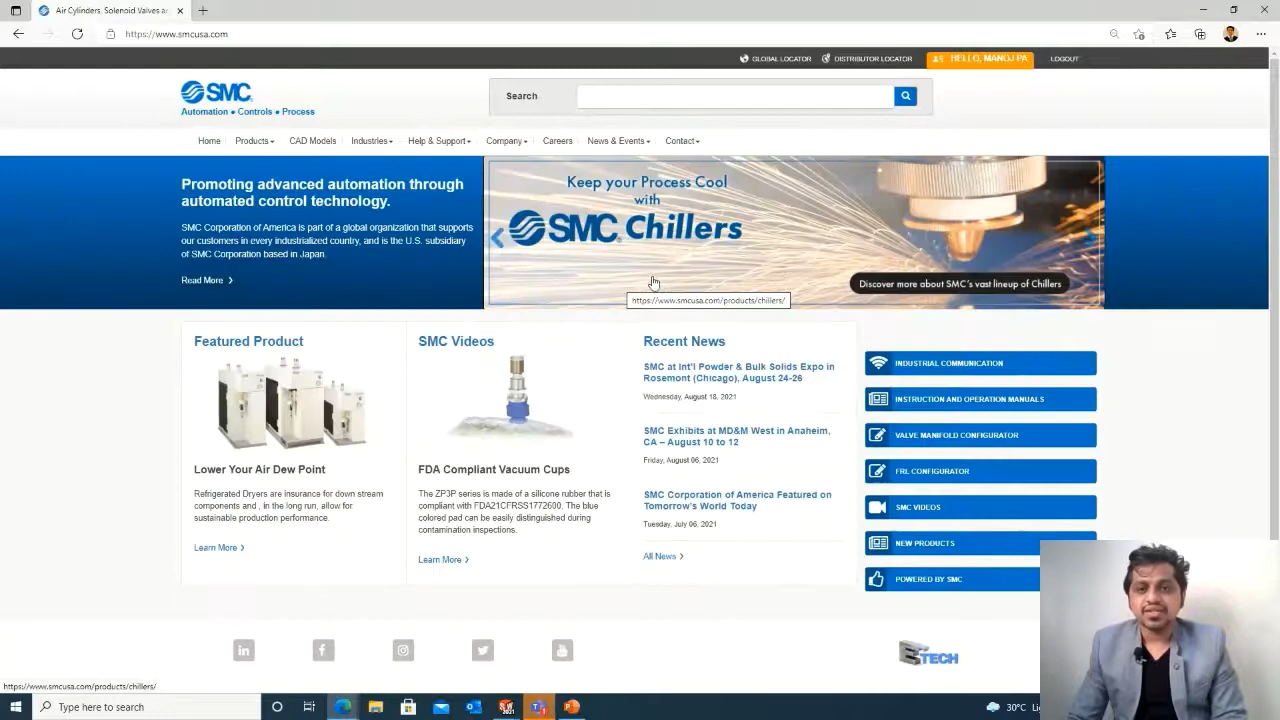 Air Cylinders, Solenoid Valves a
https://www.smcusa.com
GLOBAL LOCATOR
DISTRIBUTOR LOCATOR
HELLO, MANOJ PA
LOGOUT
SMC
Automation • Controls • Process
Search
Home
Products
CAD Models
Industries
Help & Support
Company
Careers
News & Events
Contact
Promoting advanced automation through
automated control technology.
SMC Corporation of America is part of a global organization that supports
our customers in every industrialized country, and is the U.S. subsidiary
of SMC Corporation based in Japan.
Read More
Keep your Process Cool
with
SMC Chillers
Discover more about SMC's vast lineup of Chillers
https://www.smcusa.com/products/chillers/
Featured Product
Lower Your Air Dew Point
Refrigerated Dryers are insurance for down stream
components and , in the long run, allow for
sustainable production performance.
Learn More
SMC Videos
FDA Compliant Vacuum Cups
The ZP3P series is made of a silicone rubber that is
compliant with FDA21CFRSS1772600. The blue
colored pad can be easily distinguished during
contamination inspections.
Learn More
Recent News
SMC at Int'l Powder & Bulk Solids Expo in
Rosemont (Chicago), August 24-26
Wednesday, August 18, 2021
SMC Exhibits at MD&M West in Anaheim,
CA – August 10 to 12
Friday, August 06, 2021
SMC Corporation of America Featured on
Tomorrow's World Today
Tuesday, July 06, 2021
All News
INDUSTRIAL COMMUNICATION
INSTRUCTION AND OPERATION MANUALS
VALVE MANIFOLD CONFIGURATOR
FRL CONFIGURATOR
SMC VIDEOS
NEW PRODUCTS
POWERED BY SMC
TECH
https://www.smcusa.com/products/chillers/
Type here to search
30°C